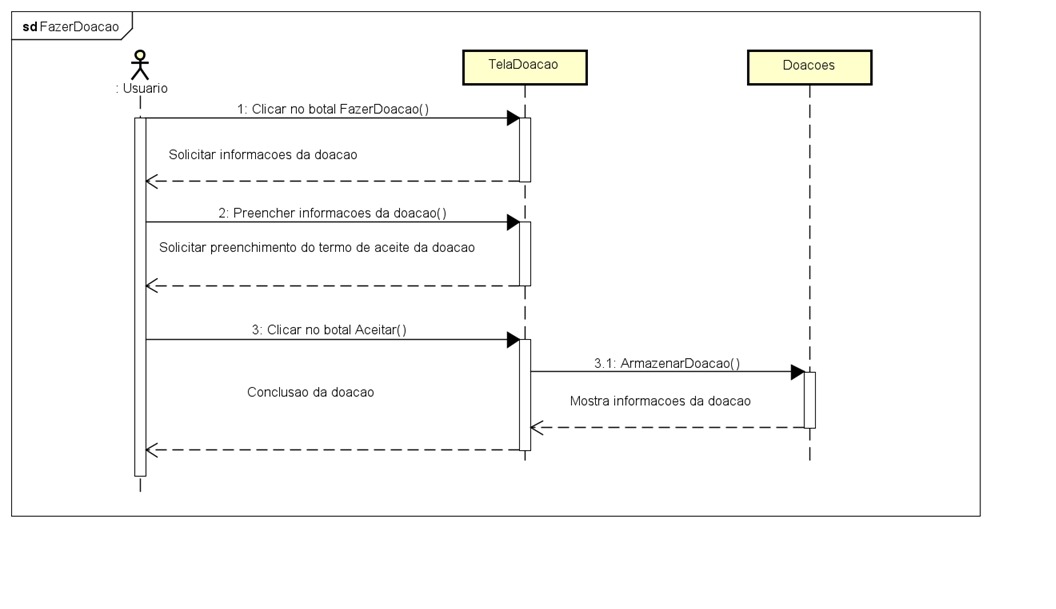 sd FazerDoacao
: Usuario
TelaDoacao
Doacoes
1: Clicar no botal FazerDoacao()
Solicitar informacoes da doacao
2: Preencher informacoes da doacao()
Solicitar preenchimento do termo de aceite da doacao
3: Clicar no botal Aceitar()
3.1: ArmazenarDoacao()
Conclusao da doacao
Mostra informacoes da doacao